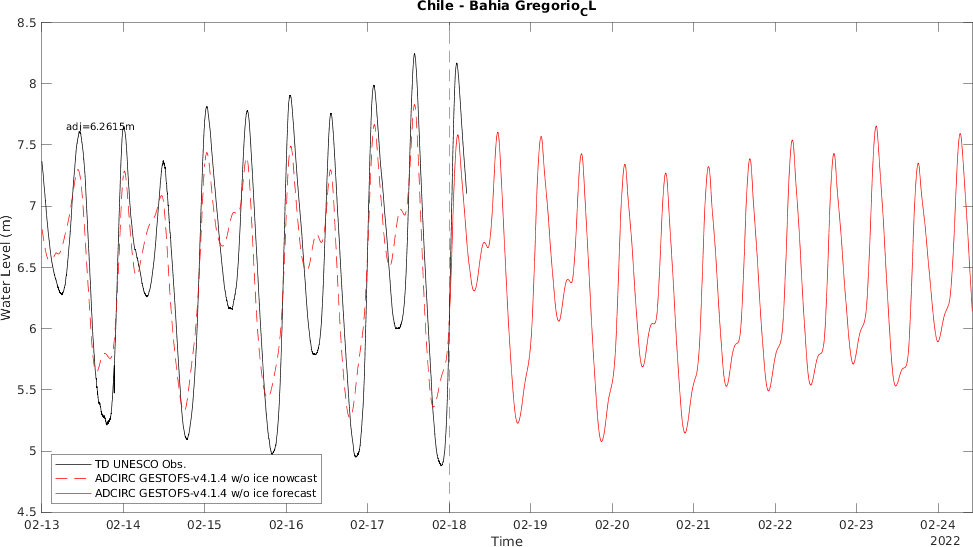 Chile - Bahia Gregorio_CL
8.5
8
7.5
7
6.5
6
5.5
5
4.5
Water Level (m)
adj=6.2615m
TD UNESCO Obs.
ADCIRC GESTOFS-v4.1.4 w/o ice nowcast
ADCIRC GESTOFS-v4.1.4 w/o ice forecast
02-13 02-14 02-15 02-16 02-17 02-18 02-19 02-20 02-21 02-22 02-23 02-24
Time
2022